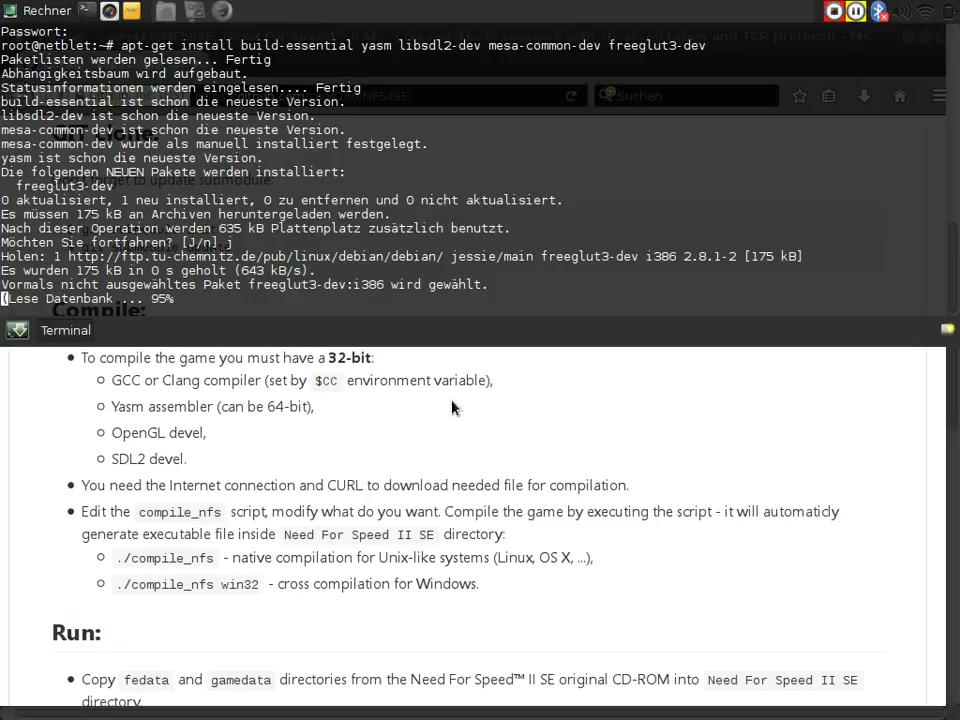 Rechner
Passwort:
root@netblet:~# apt-get install build-essential yasm libsdl2-dev mesa-common-dev freeglut3-dev
Paketlisten werden gelesen... Fertig
Abhängigkeitsbaum wird aufgebaut.
Statusinformationen werden eingelesen.... Fertig
build-essential ist schon die neueste Version.
libsdl2-dev ist schon die neueste Version.
mesa-common-dev ist schon die neueste Version.
mesa-common-dev wurde als manuell installiert festgelegt.
yasm ist schon die neueste Version.
Die folgenden NEUEN Pakete werden installiert:
freeglut3-dev
0 aktualisiert, 1 neu installiert, 0 zu entfernen und 0 nicht aktualisiert.
Es müssen 175 kB an Archiven heruntergeladen werden.
Nach dieser Operation werden 635 kB Plattenplatz zusätzlich benutzt.
Möchten Sie fortfahren? [J/n] j
Holen: 1 http://ftp.tu-chemnitz.de/pub/linux/debian/debian/ jessie/main freeglut3-dev i386 2.8.1-2 [175 kB]
Es wurden 175 kB in 0 s geholt (643 kB/s).
Vormals nicht ausgewähltes Paket freeglut3-dev:i386 wird gewählt.
(Lese Datenbank ... 95%
Suchen
GIT clone:
Compile:
Terminal
To compile the game you must have a 32-bit:
GCC or Clang compiler (set by $CC environment variable),
Yasm assembler (can be 64-bit),
OpenGL devel,
SDL2 devel.
You need the Internet connection and CURL to download needed file for compilation.
Edit the compile_nfs script, modify what do you want. Compile the game by executing the script - it will automaticly
generate executable file inside Need For Speed II SE directory:
./compile_nfs - native compilation for Unix-like systems (Linux, OS X, ...),
./compile_nfs win32 - cross compilation for Windows.
Run:
Copy fedata and gamedata directories from the Need For Speed™ II SE original CD-ROM into Need For Speed II SE
directory.